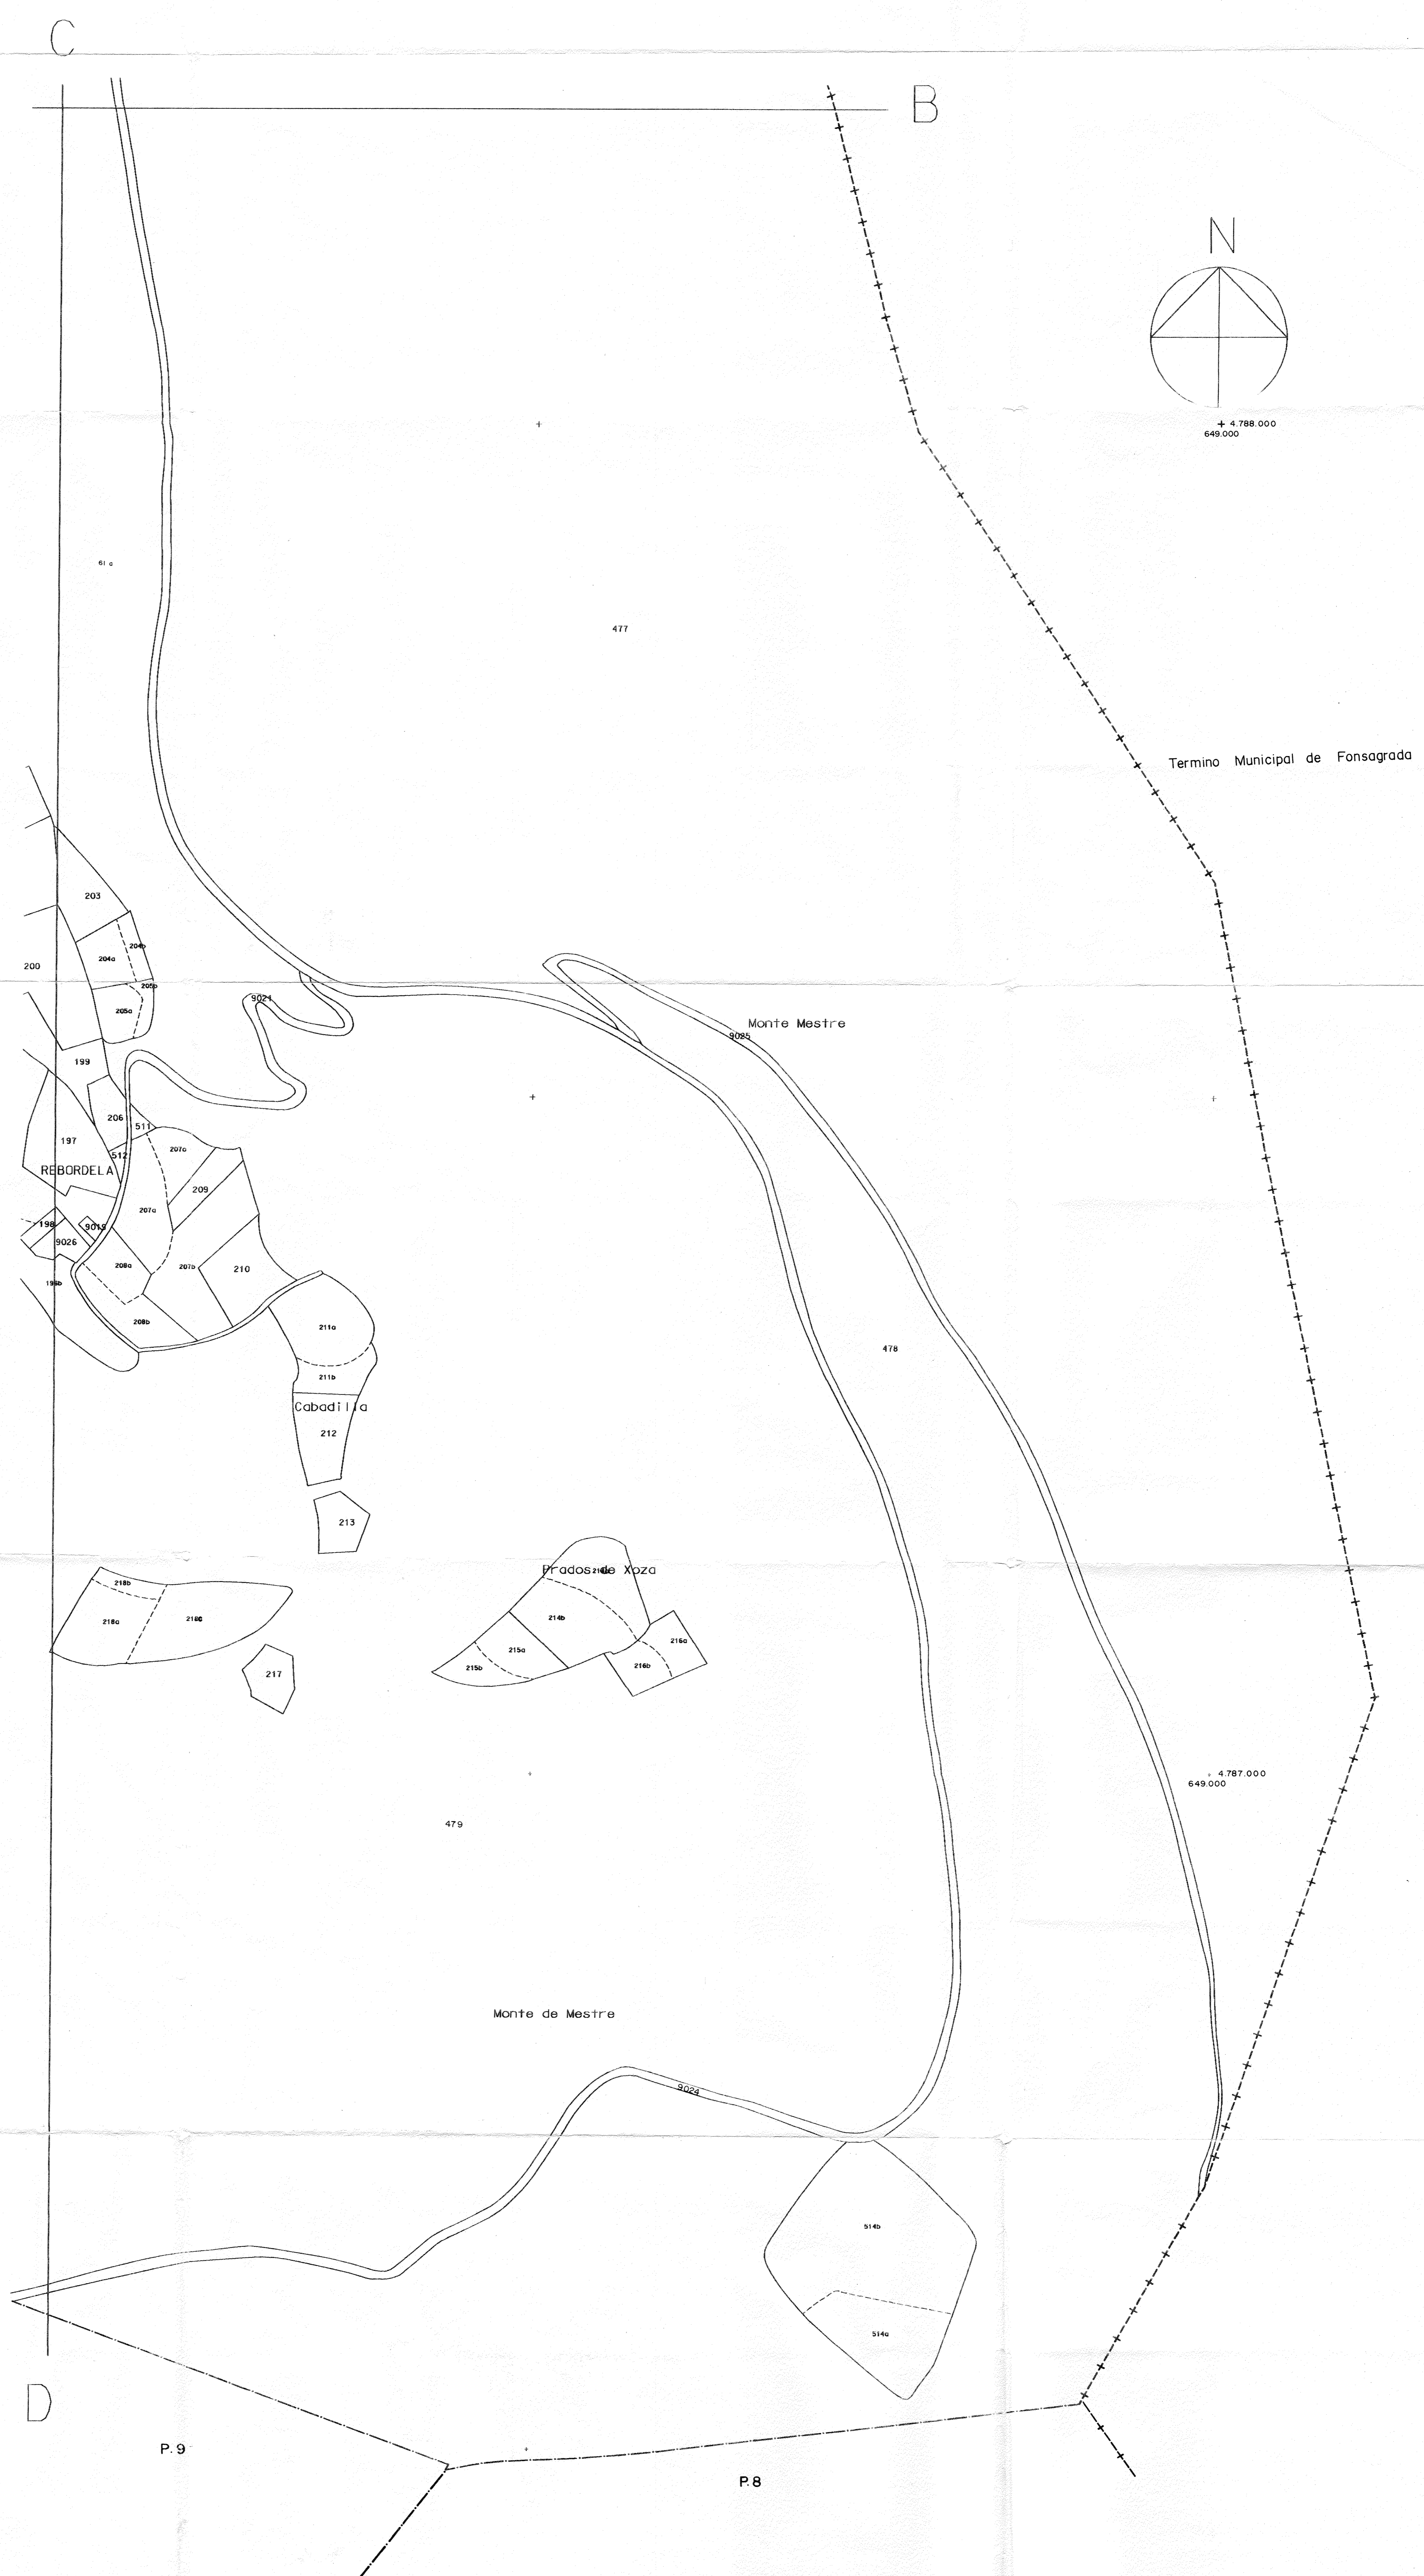 C
B
N
4.788.000
649.000
61 a
477
Termino Municipal de Fonsagrada
203
204b
204a
200
205b
205a
9021
Monte Mestre
9025
199
206
511
197
512
207c
REBORDELA
209
207a
198
9019
9026
208a
207b
210
196b
208b
211a
478
211b
Cabadilla
212
213
Prados de Xoza
218b
218a
218c
214b
215a
216a
215b
216b
217
4.787.000
649.000
479
Monte de Mestre
9024
514b
514a
D
P.9
P.8